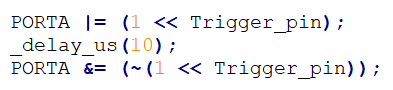 PORTA |= (1 << Trigger_pin);
_delay_us(10);
PORTA &= (~(1 << Trigger_pin));